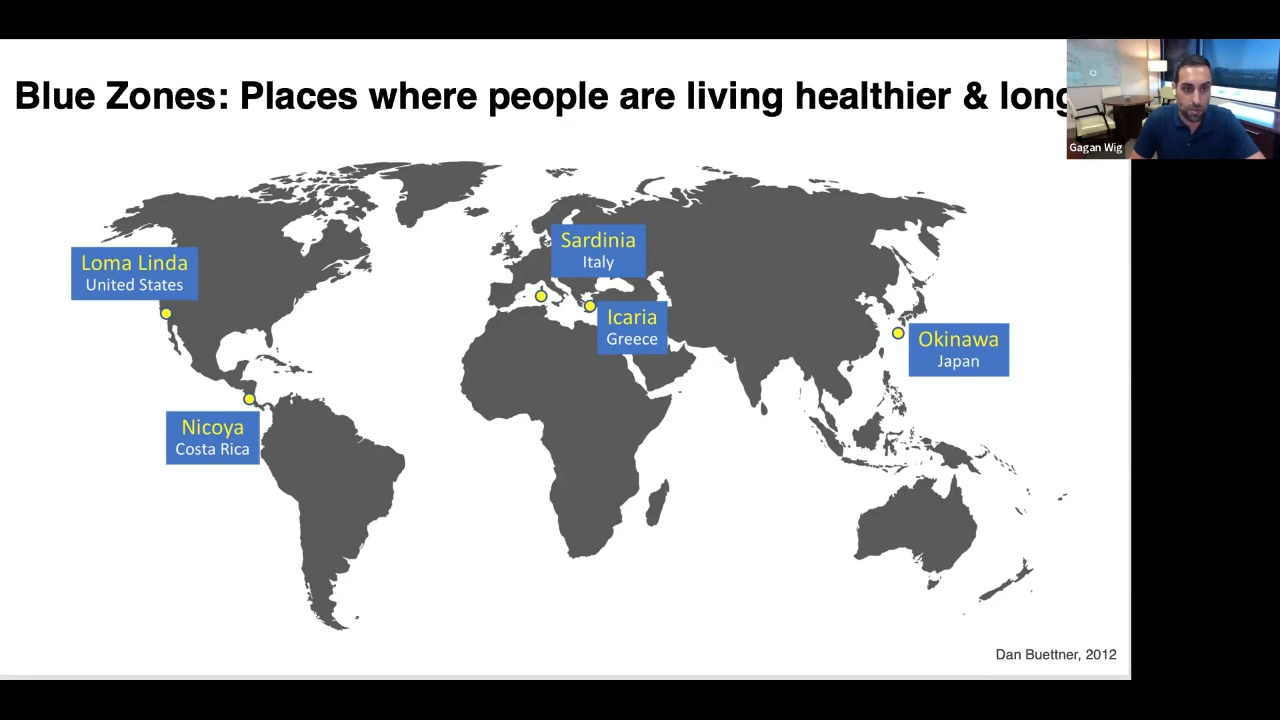 Blue Zones: Places where people are living healthier & long
Gagan Wig
Loma Linda
United States
Sardinia
Italy
Icaria
Greece
Okinawa
Japan
Nicoya
Costa Rica
Dan Buettner, 2012